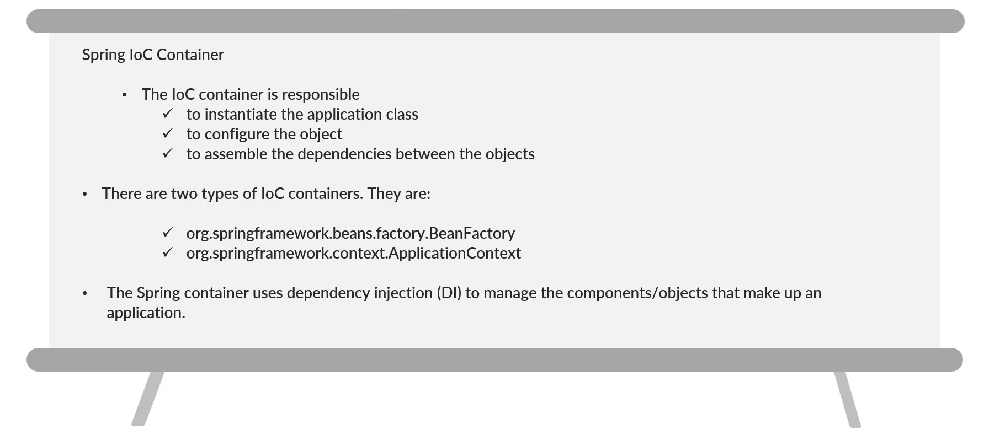 Spring IoC Container
• The IoC container is responsible
✓ to instantiate the application class
✓ to configure the object
✓ to assemble the dependencies between the objects
• There are two types of IoC containers. They are:
✓ org.springframework.beans.factory.BeanFactory
✓ org.springframework.context.ApplicationContext
• The Spring container uses dependency injection (DI) to manage the components/objects that make up an
application.